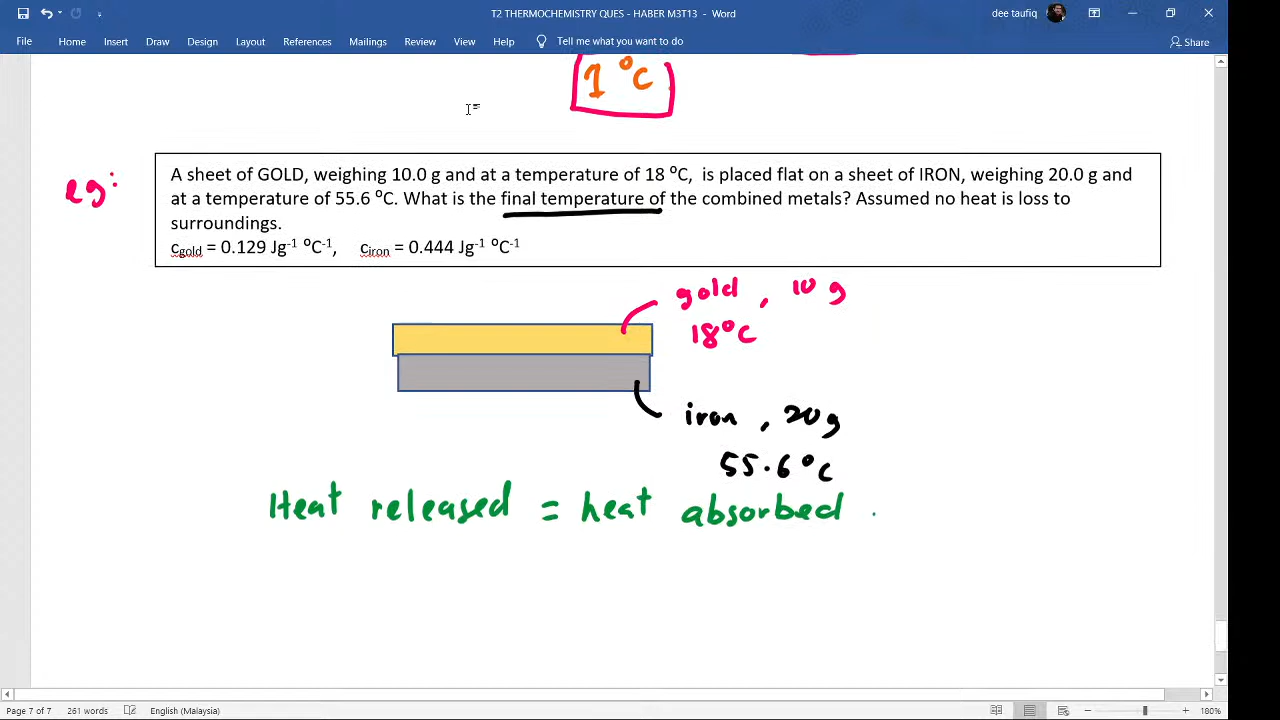 T2 THERMOCHEMISTRY QUES - HABER M3T13 - Word
dee taufiq
File Home Insert Draw Design Layout References Mailings Review View Help Tell me what you want to do Share
1 °C
eg:
A sheet of GOLD, weighing 10.0 g and at a temperature of 18 ⁰C, is placed flat on a sheet of IRON, weighing 20.0 g and
at a temperature of 55.6 ⁰C. What is the final temperature of the combined metals? Assumed no heat is loss to
surroundings.
cgold = 0.129 Jg⁻¹ ⁰C⁻¹, ciron = 0.444 Jg⁻¹ ⁰C⁻¹
gold, 10 g
18°C
iron, 20g
55.6°C
Heat released = heat absorbed.
Page 7 of 7 261 words English (Malaysia) 180%